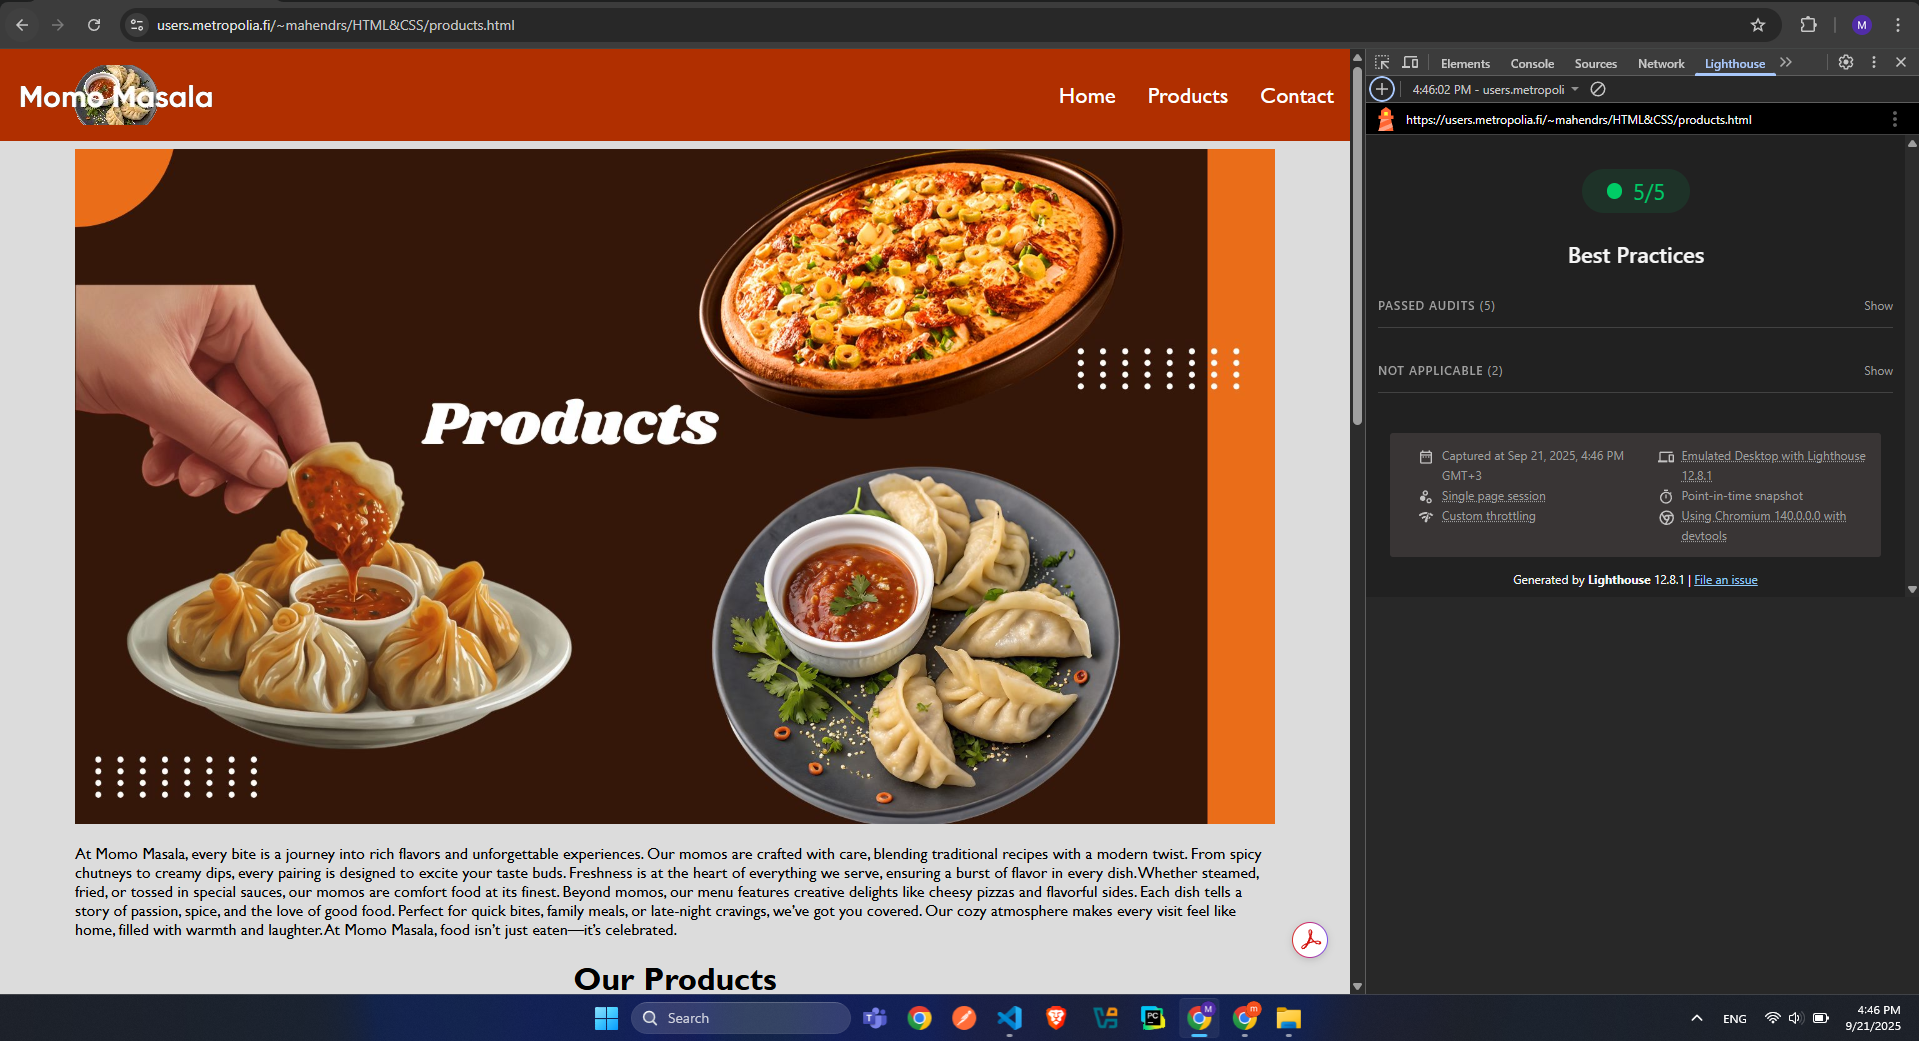 users.metropolia.fi/~mahendrs/HTML&CSS/products.html
M
Momo Masala
Home
Products
Contact
Products
At Momo Masala, every bite is a journey into rich flavors and unforgettable experiences. Our momos are crafted with care, blending traditional recipes with a modern twist. From spicy
chutneys to creamy dips, every pairing is designed to excite your taste buds. Freshness is at the heart of everything we serve, ensuring a burst of flavor in every dish. Whether steamed,
fried, or tossed in special sauces, our momos are comfort food at its finest. Beyond momos, our menu features creative delights like cheesy pizzas and flavorful sides. Each dish tells a
story of passion, spice, and the love of good food. Perfect for quick bites, family meals, or late-night cravings, we’ve got you covered. Our cozy atmosphere makes every visit feel like
home, filled with warmth and laughter. At Momo Masala, food isn’t just eaten—it’s celebrated.
Our Products
Elements
Console
Sources
Network
Lighthouse
4:46:02 PM - users.metropoli
https://users.metropolia.fi/~mahendrs/HTML&CSS/products.html
5/5
Best Practices
PASSED AUDITS (5)
Show
NOT APPLICABLE (2)
Show
Captured at Sep 21, 2025, 4:46 PM
GMT+3
Single page session
Custom throttling
Emulated Desktop with Lighthouse
12.8.1
Point-in-time snapshot
Using Chromium 140.0.0.0 with
devtools
Generated by Lighthouse 12.8.1 | File an issue
Search
T
PC
M
m
ENG
4:46 PM
9/21/2025